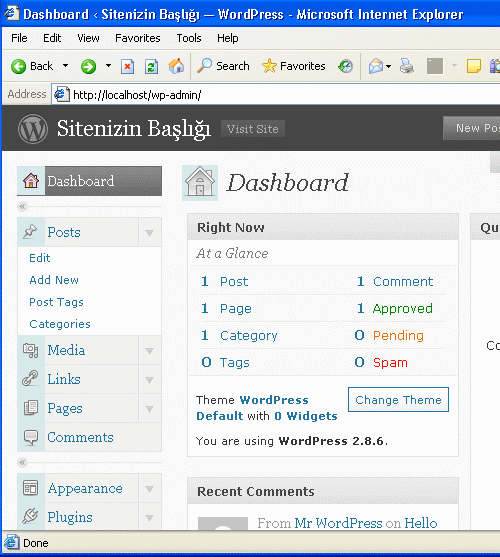 Dashboard ‹ Sitenizin Başlığı — WordPress - Microsoft Internet Explorer
File Edit View Favorites Tools Help
Back Search Favorites
Address http://localhost/wp-admin/
Sitenizin Başlığı Visit Site New Pos
Dashboard
Dashboard
Posts
Edit
Add New
Post Tags
Categories
Media
Links
Pages
Comments
Appearance
Plugins
Right Now
At a Glance
1 Post 1 Comment
1 Page 1 Approved
1 Category 0 Pending
0 Tags 0 Spam
Theme WordPress
Default with 0 Widgets
Change Theme
You are using WordPress 2.8.6.
Recent Comments
From Mr WordPress on Hello
Qu
Co
Done